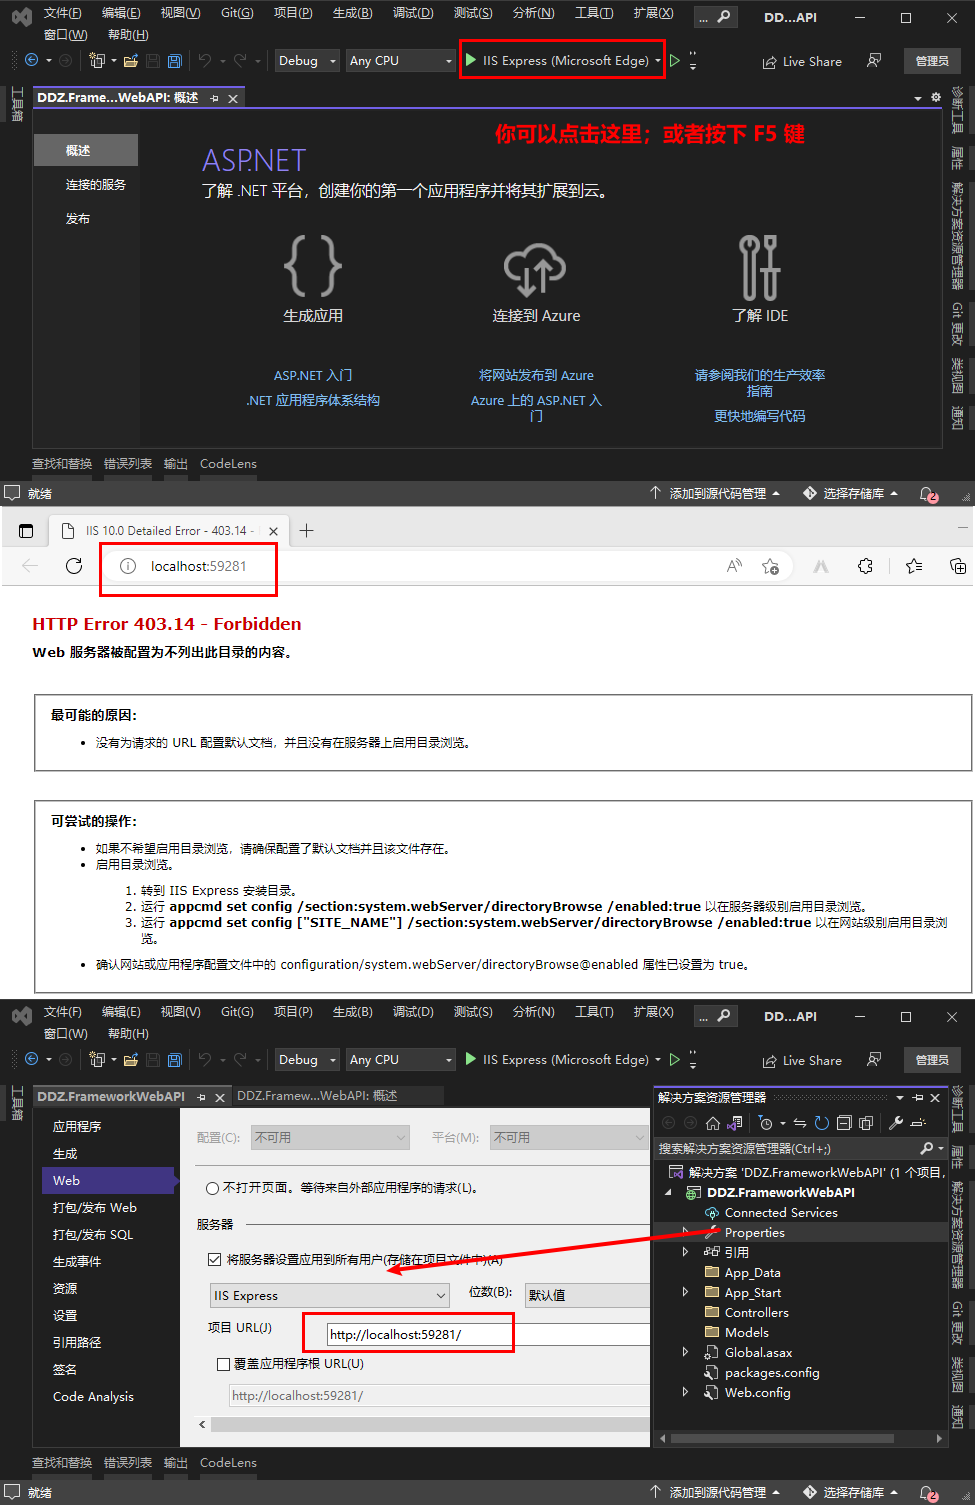 文件(F) 编辑(E) 视图(V) Git(G) 项目(P) 生成(B) 调试(D) 测试(S) 分析(N) 工具(T) 扩展(X) ... DD...API
窗口(W) 帮助(H)
Debug Any CPU IIS Express (Microsoft Edge) Live Share 管理员
工具箱
DDZ.Frame...WebAPI: 概述
你可以点击这里；或者按下 F5 键
概述
连接的服务
发布
ASP.NET
了解 .NET 平台，创建你的第一个应用程序并将其扩展到云。
生成应用
连接到 Azure
了解 IDE
ASP.NET 入门
.NET 应用程序体系结构
将网站发布到 Azure
Azure 上的 ASP.NET 入
门
请参阅我们的生产效率
指南
更快地编写代码
诊断工具
属性
解决方案资源管理器
Git 更改
类视图
通知
查找和替换 错误列表 输出 CodeLens
就绪 添加到源代码管理 选择存储库 2
IIS 10.0 Detailed Error - 403.14 -
localhost:59281
HTTP Error 403.14 - Forbidden
Web 服务器被配置为不列出此目录的内容。
最可能的原因:
没有为请求的 URL 配置默认文档，并且没有在服务器上启用目录浏览。
可尝试的操作:
如果不希望启用目录浏览，请确保配置了默认文档并且该文件存在。
启用目录浏览。
1. 转到 IIS Express 安装目录。
2. 运行 appcmd set config /section:system.webServer/directoryBrowse /enabled:true 以在服务器级别启用目录浏览。
3. 运行 appcmd set config ["SITE_NAME"] /section:system.webServer/directoryBrowse /enabled:true 以在网站级别启用目录浏
览。
确认网站或应用程序配置文件中的 configuration/system.webServer/directoryBrowse@enabled 属性已设置为 true。
文件(F) 编辑(E) 视图(V) Git(G) 项目(P) 生成(B) 调试(D) 测试(S) 分析(N) 工具(T) 扩展(X) ... DD...API
窗口(W) 帮助(H)
Debug Any CPU IIS Express (Microsoft Edge) Live Share 管理员
工具箱
DDZ.FrameworkWebAPI DDZ.Framew...WebAPI: 概述
应用程序
生成
Web
打包/发布 Web
打包/发布 SQL
生成事件
资源
设置
引用路径
签名
Code Analysis
配置(C): 不可用 平台(M): 不可用
不打开页面。等待来自外部应用程序的请求(L)。
服务器
将服务器设置应用到所有用户(存储在项目文件中)(A)
IIS Express 位数(B): 默认值
项目 URL(J) http://localhost:59281/
覆盖应用程序根 URL(U)
http://localhost:59281/
解决方案资源管理器
搜索解决方案资源管理器(Ctrl+;)
解决方案 'DDZ.FrameworkWebAPI' (1 个项目,
DDZ.FrameworkWebAPI
Connected Services
Properties
引用
App_Data
App_Start
Controllers
Models
Global.asax
packages.config
Web.config
诊断工具
属性
解决方案资源管理器
Git 更改
类视图
通知
查找和替换 错误列表 输出 CodeLens
就绪 添加到源代码管理 选择存储库 2